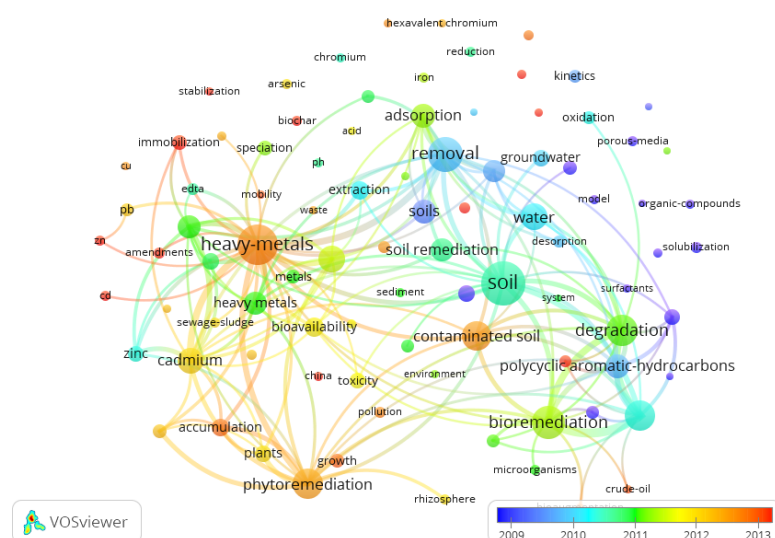 hexavalent chromium
chromium
reduction
iron
kinetics
stabilization
arsenic
adsorption
oxidation
biochar
acid
immobilization
speciation
removal
groundwater
porous-media
cu
ph
edta
mobility
extraction
model
organic-compounds
pb
waste
soils
water
zn
heavy-metals
amendments
soil remediation
desorption
solubilization
metals
soil
cd
heavy metals
sediment
system
surfactants
sewage-sludge
bioavailability
contaminated soil
degradation
zinc
cadmium
polycyclic aromatic-hydrocarbons
china
toxicity
environment
pollution
accumulation
bioremediation
plants
growth
microorganisms
phytoremediation
rhizosphere
crude-oil
VOSviewer
2009 2010 2011 2012 2013